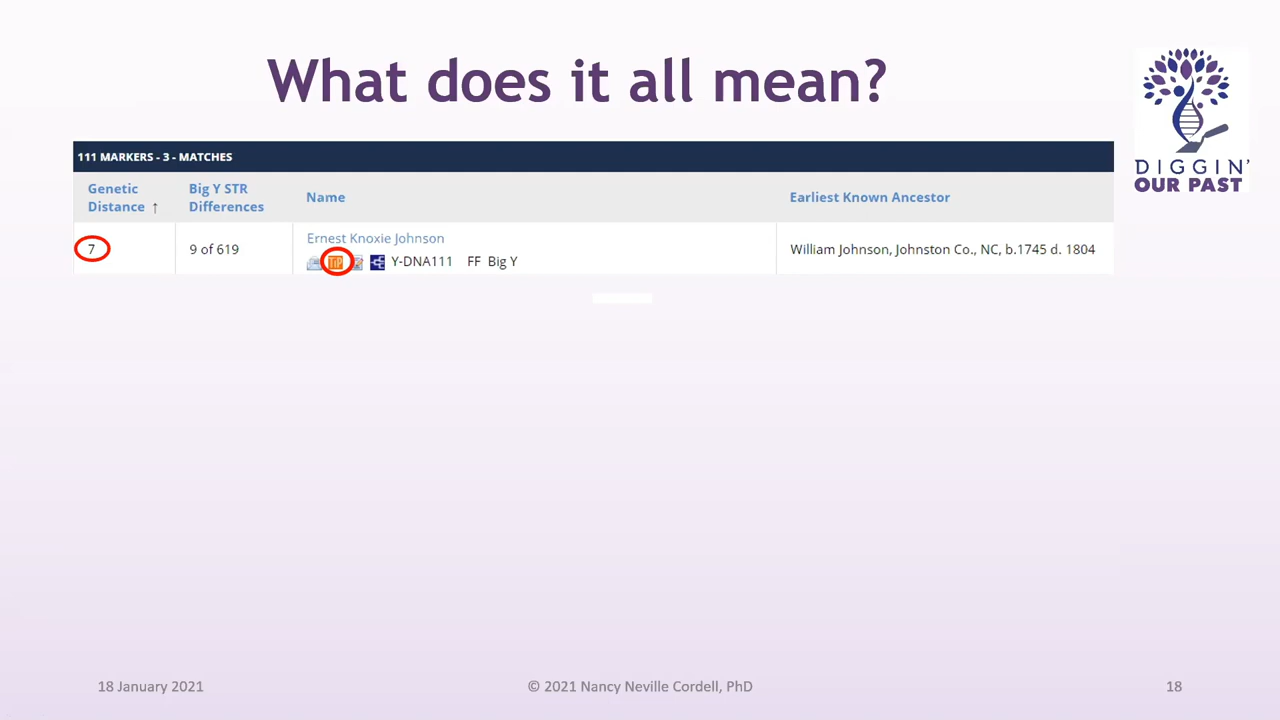 What does it all mean?
DIGGIN'
OUR PAST
111 MARKERS - 3 - MATCHES
Genetic Distance ↑
Big Y STR Differences
Name
Earliest Known Ancestor
7
9 of 619
Ernest Knoxie Johnson
TiP
Y-DNA111 FF Big Y
William Johnson, Johnston Co., NC, b.1745 d. 1804
18 January 2021
© 2021 Nancy Neville Cordell, PhD
18